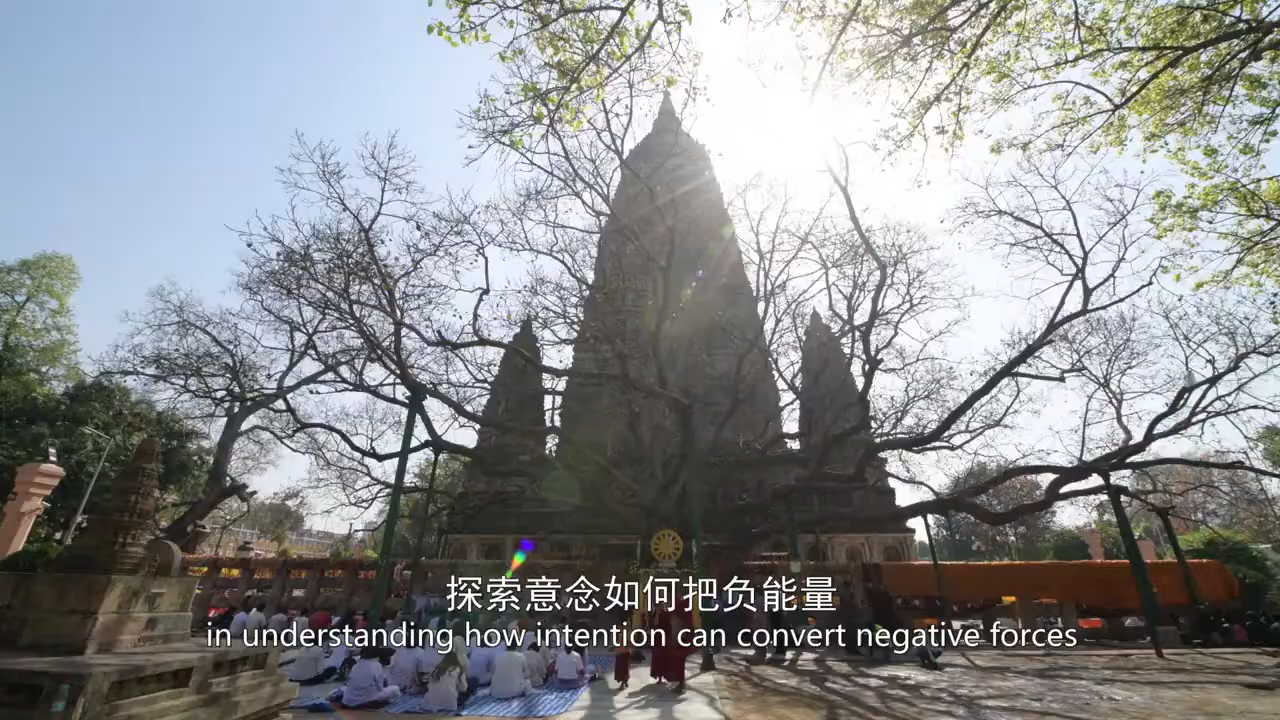 探索意念如何把负能量
in understanding how intention can convert negative forces